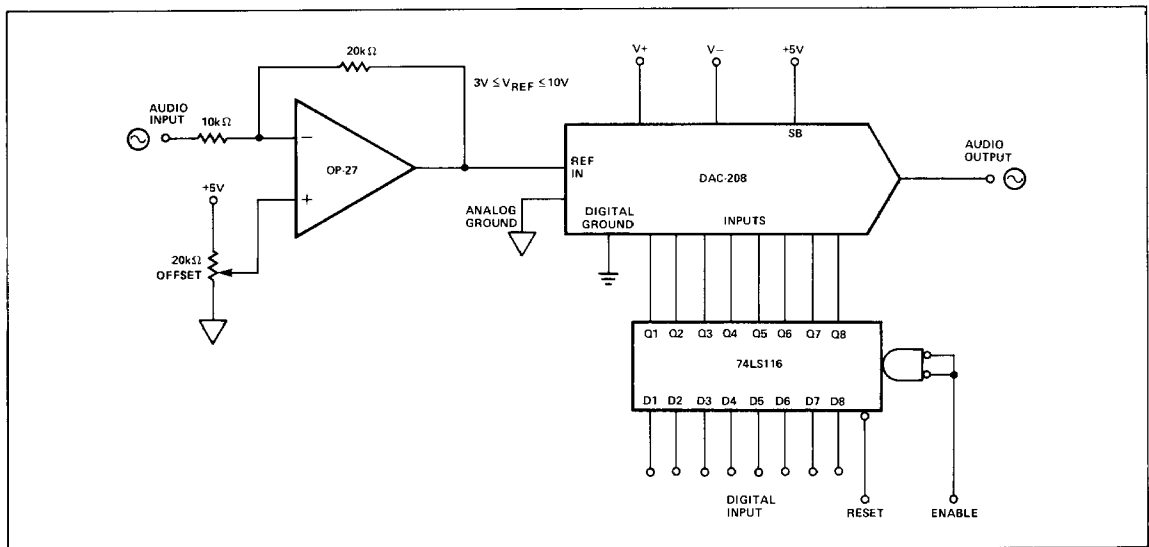 20kΩ
3V ≤ VREF ≤ 10V
AUDIO
INPUT
10kΩ
−
+
OP-27
+5V
20kΩ
OFFSET
V+
V−
+5V
SB
REF
IN
DAC-208
AUDIO
OUTPUT
ANALOG
GROUND
DIGITAL
GROUND
INPUTS
Q1 Q2 Q3 Q4 Q5 Q6 Q7 Q8
74LS116
D1 D2 D3 D4 D5 D6 D7 D8
DIGITAL
INPUT
RESET
ENABLE